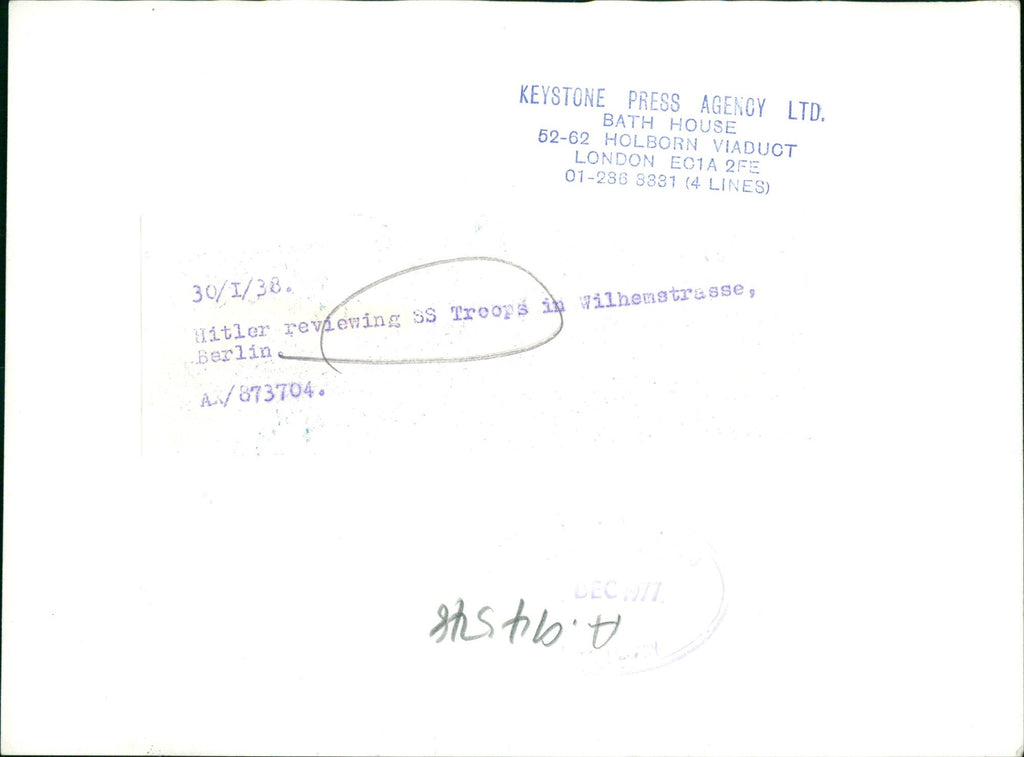 KEYSTONE PRESS AGENCY LTD.
BATH HOUSE
52-62 HOLBORN VIADUCT
LONDON EC1A 2FE
01-236 3331 (4 LINES)
30/I/38.
Hitler reviewing SS Troops in Wilhemstrasse,
Berlin.
/873704.
DEC 1977